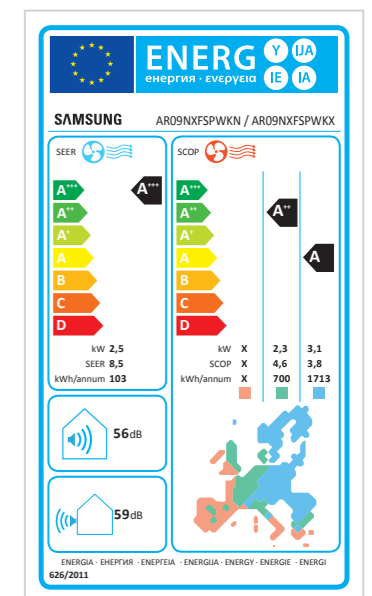 ENERG Y IJA
енергия · ενεργεια IE IA
SAMSUNG AR09NXFSPWKN / AR09NXFSPWKX
SEER
SCOP
A+++ A+++
A++
A+
A
B
C
D
kW 2,5
SEER 8,5
kWh/annum 103
A+++
A++ A++
A+
A A
B
C
D
kW X 2,3 3,1
SCOP X 4,6 3,8
kWh/annum X 700 1713
56dB
59dB
ENERGIA · ЕНЕРГИЯ · ΕΝΕΡΓΕΙΑ · ENERGIJA · ENERGY · ENERGIE · ENERGI
626/2011